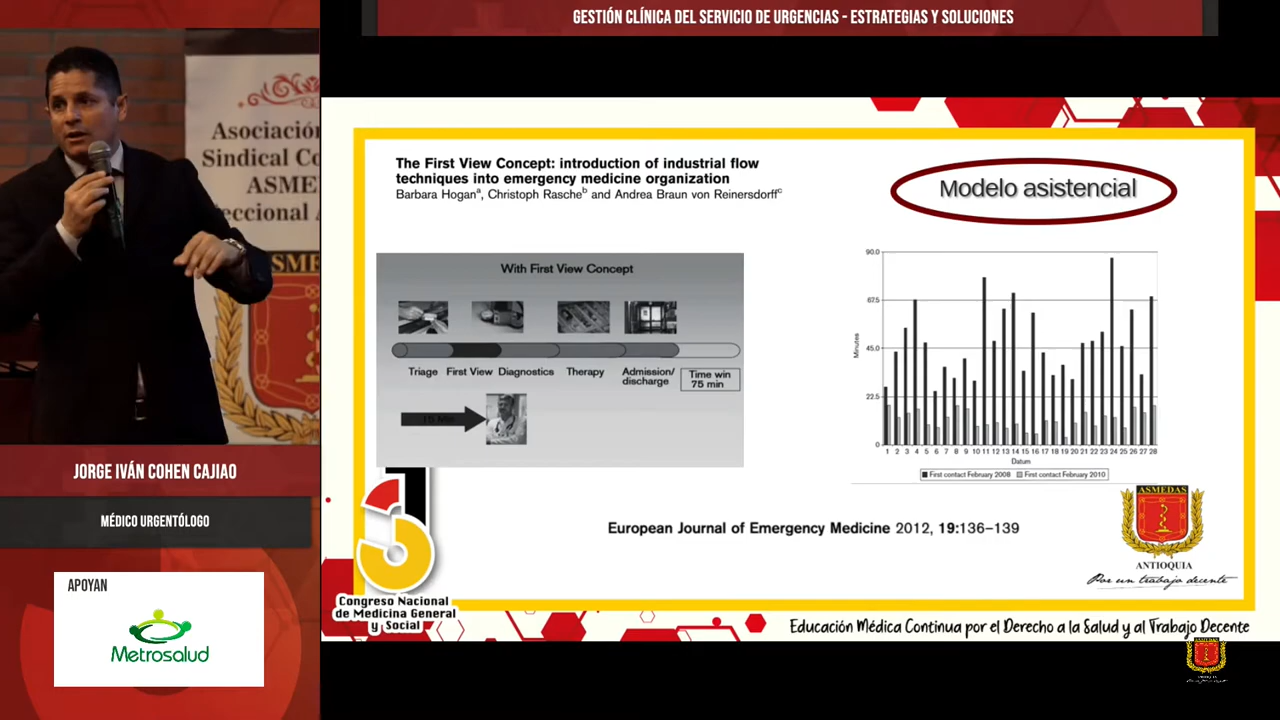 GESTIÓN CLÍNICA DEL SERVICIO DE URGENCIAS - ESTRATEGIAS Y SOLUCIONES
Asociación
Sindical
ASMEDAS
ASME
The First View Concept: introduction of industrial flow
techniques into emergency medicine organization
Barbara Hoganᵃ, Christoph Rascheᵇ and Andrea Braun von Reinersdorffᶜ
Modelo asistencial
With First View Concept
Triage First View Diagnostics Therapy Admission/
discharge
Time win
75 min
90.0
67.5
45.0
22.5
0
Minutes
1 2 3 4 5 6 7 8 9 10 11 12 13 14 15 16 17 18 19 20 21 22 23 24 25 26 27 28
Datum
First contact February 2008 First contact February 2010
European Journal of Emergency Medicine 2012, 19:136–139
ASMEDAS
ANTIOQUIA
Por un trabajo decente
Congreso Nacional
de Medicina General
y Social
Educación Médica Continua por el Derecho a la Salud y al Trabajo Decente
JORGE IVÁN COHEN CAJIAO
MÉDICO URGENTÓLOGO
APOYAN
Metrosalud